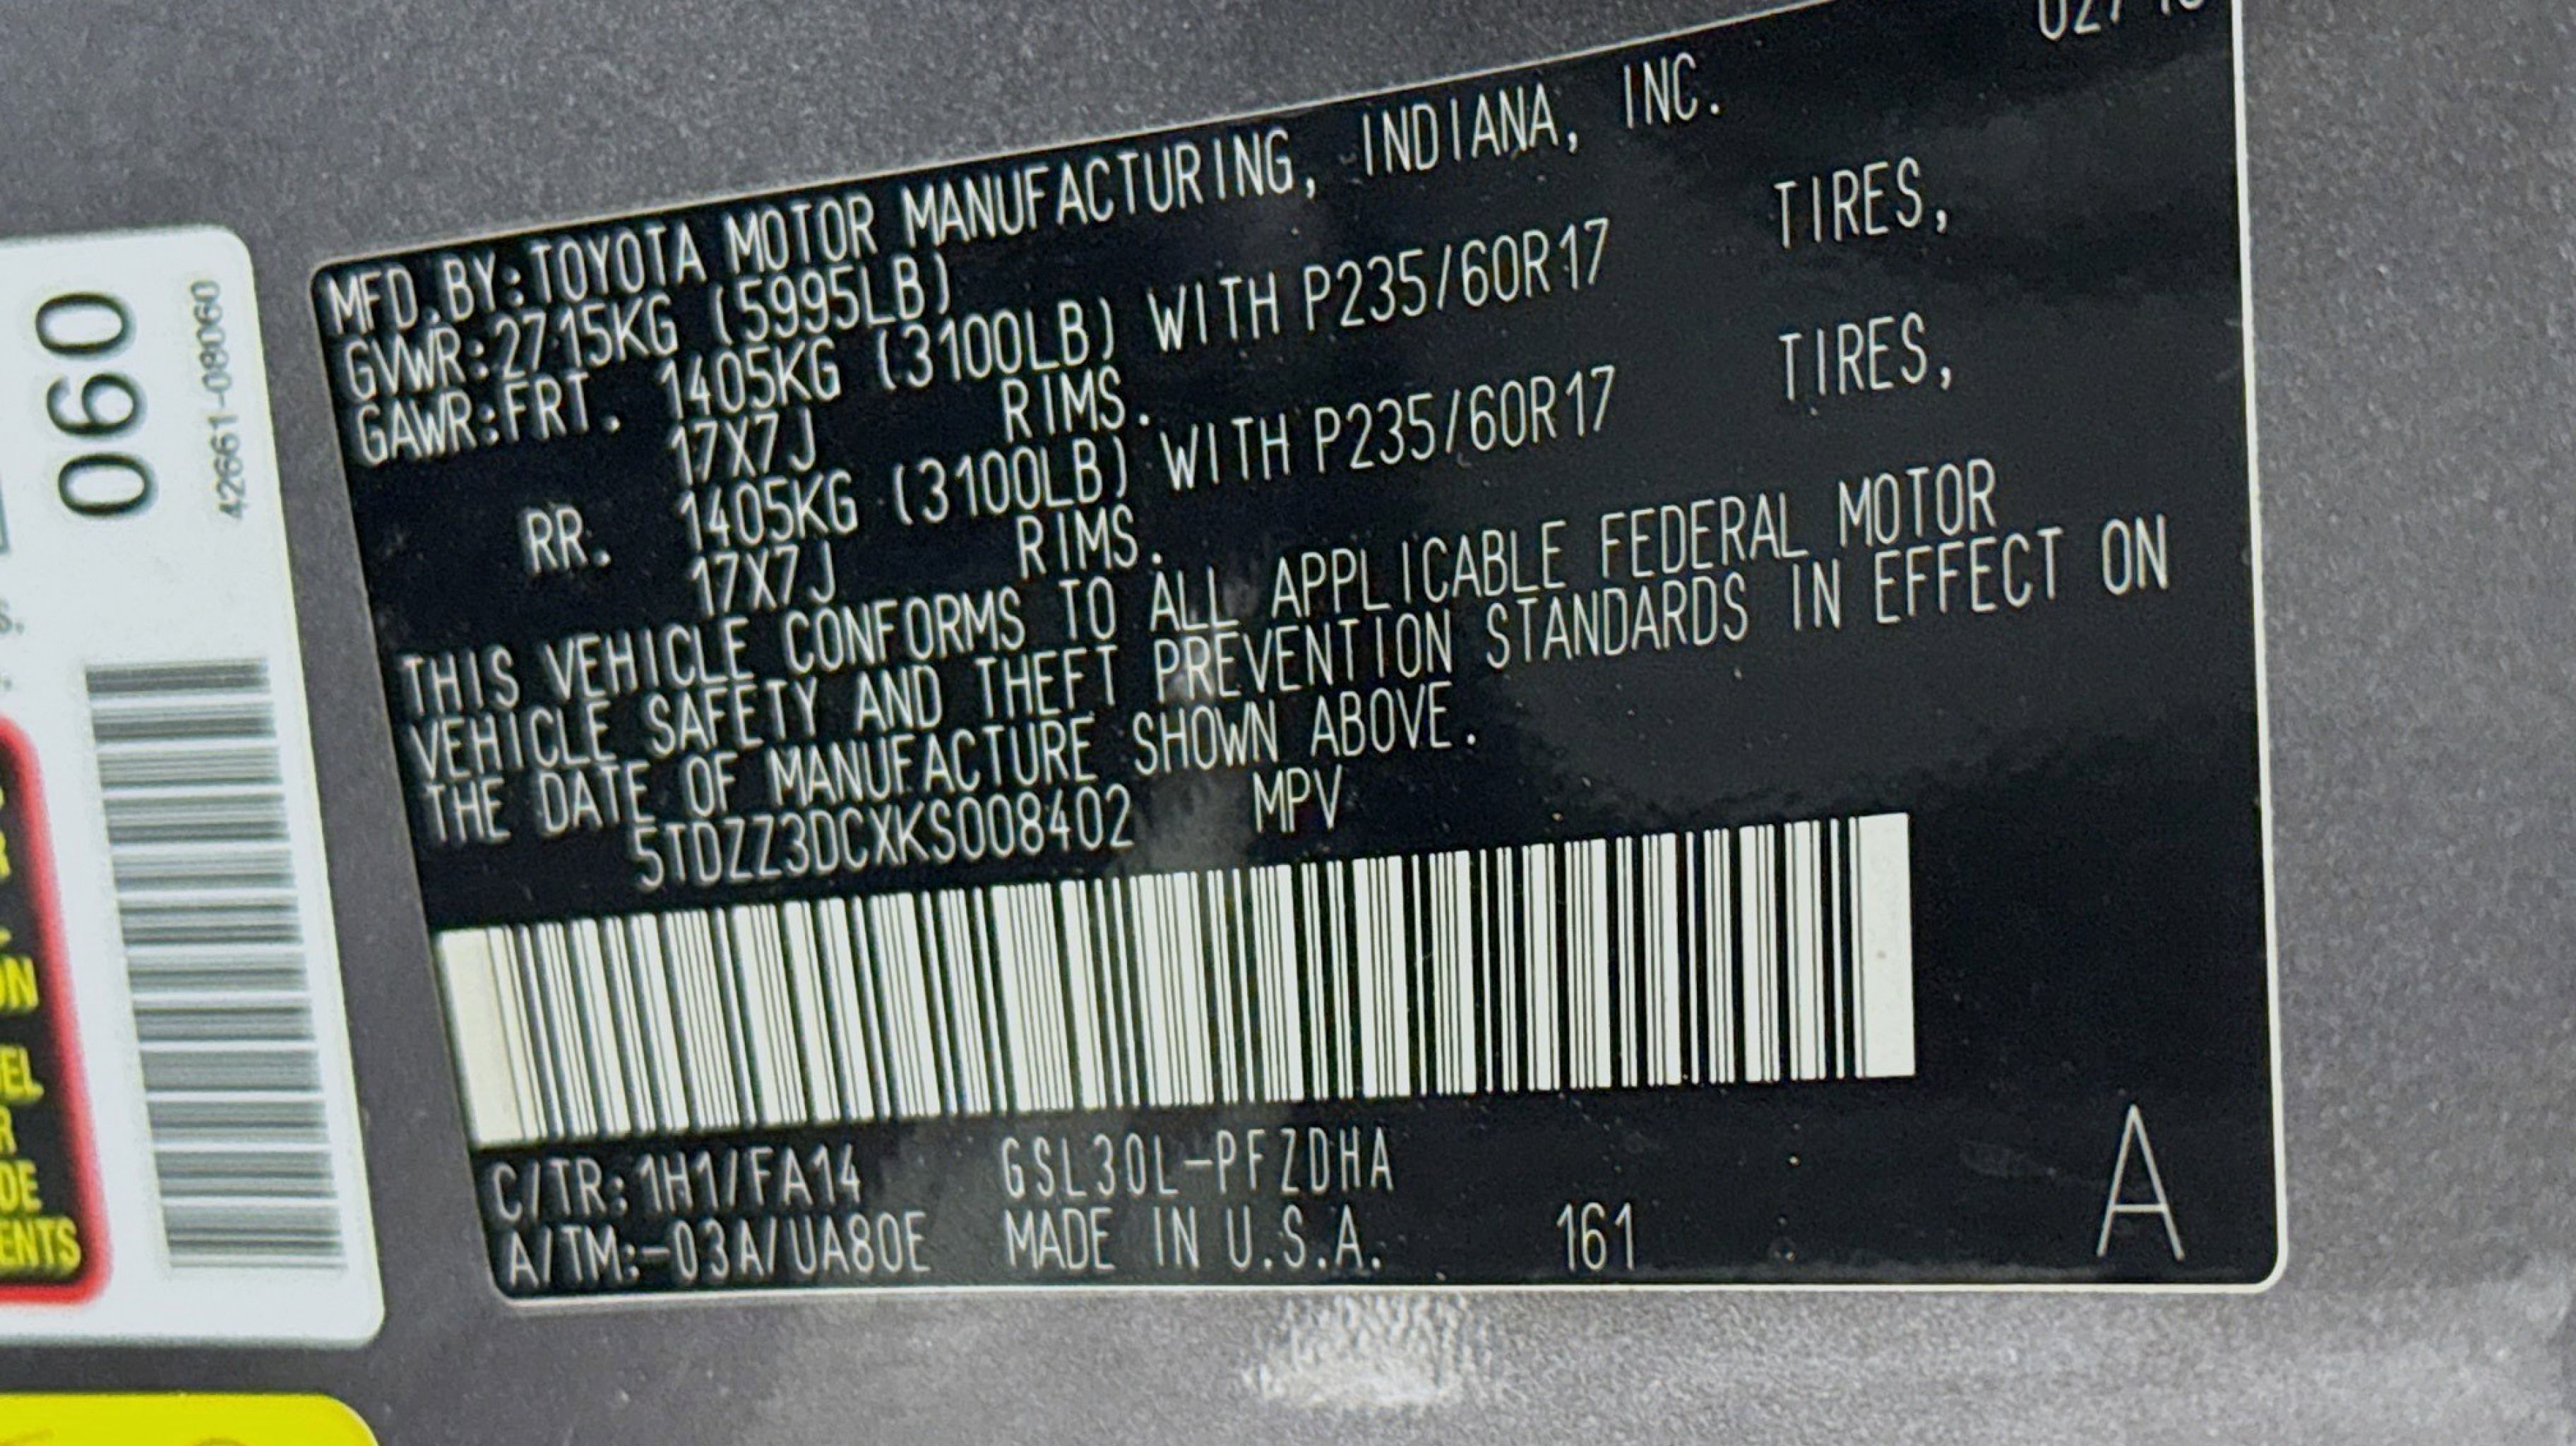 MFD.BY:TOYOTA MOTOR MANUFACTURING, INDIANA, INC.
GVWR:2715KG (5995LB)
GAWR:FRT. 1405KG (3100LB) WITH P235/60R17 TIRES,
17X7J RIMS.
RR. 1405KG (3100LB) WITH P235/60R17 TIRES,
17X7J RIMS.
THIS VEHICLE CONFORMS TO ALL APPLICABLE FEDERAL MOTOR
VEHICLE SAFETY AND THEFT PREVENTION STANDARDS IN EFFECT ON
THE DATE OF MANUFACTURE SHOWN ABOVE.
5TDZZ3DCXKS008402 MPV
C/TR:1H1/FA14 GSL30L-PFZDHA
A/TM:-03A/UA80E MADE IN U.S.A. 161 A
060
42661-08060